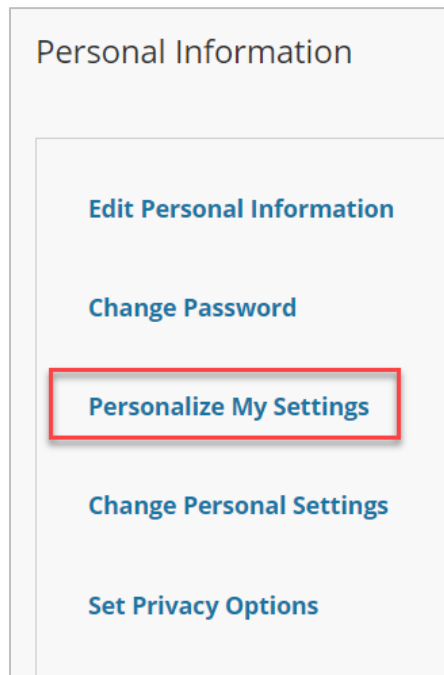 Personal Information
Edit Personal Information
Change Password
Personalize My Settings
Change Personal Settings
Set Privacy Options